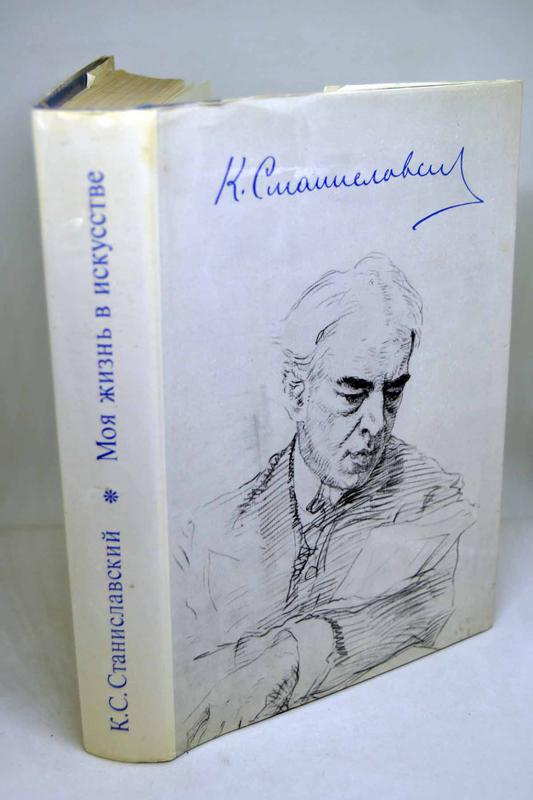 К. Станиславский
К.С.Станиславский * Моя жизнь в искусстве